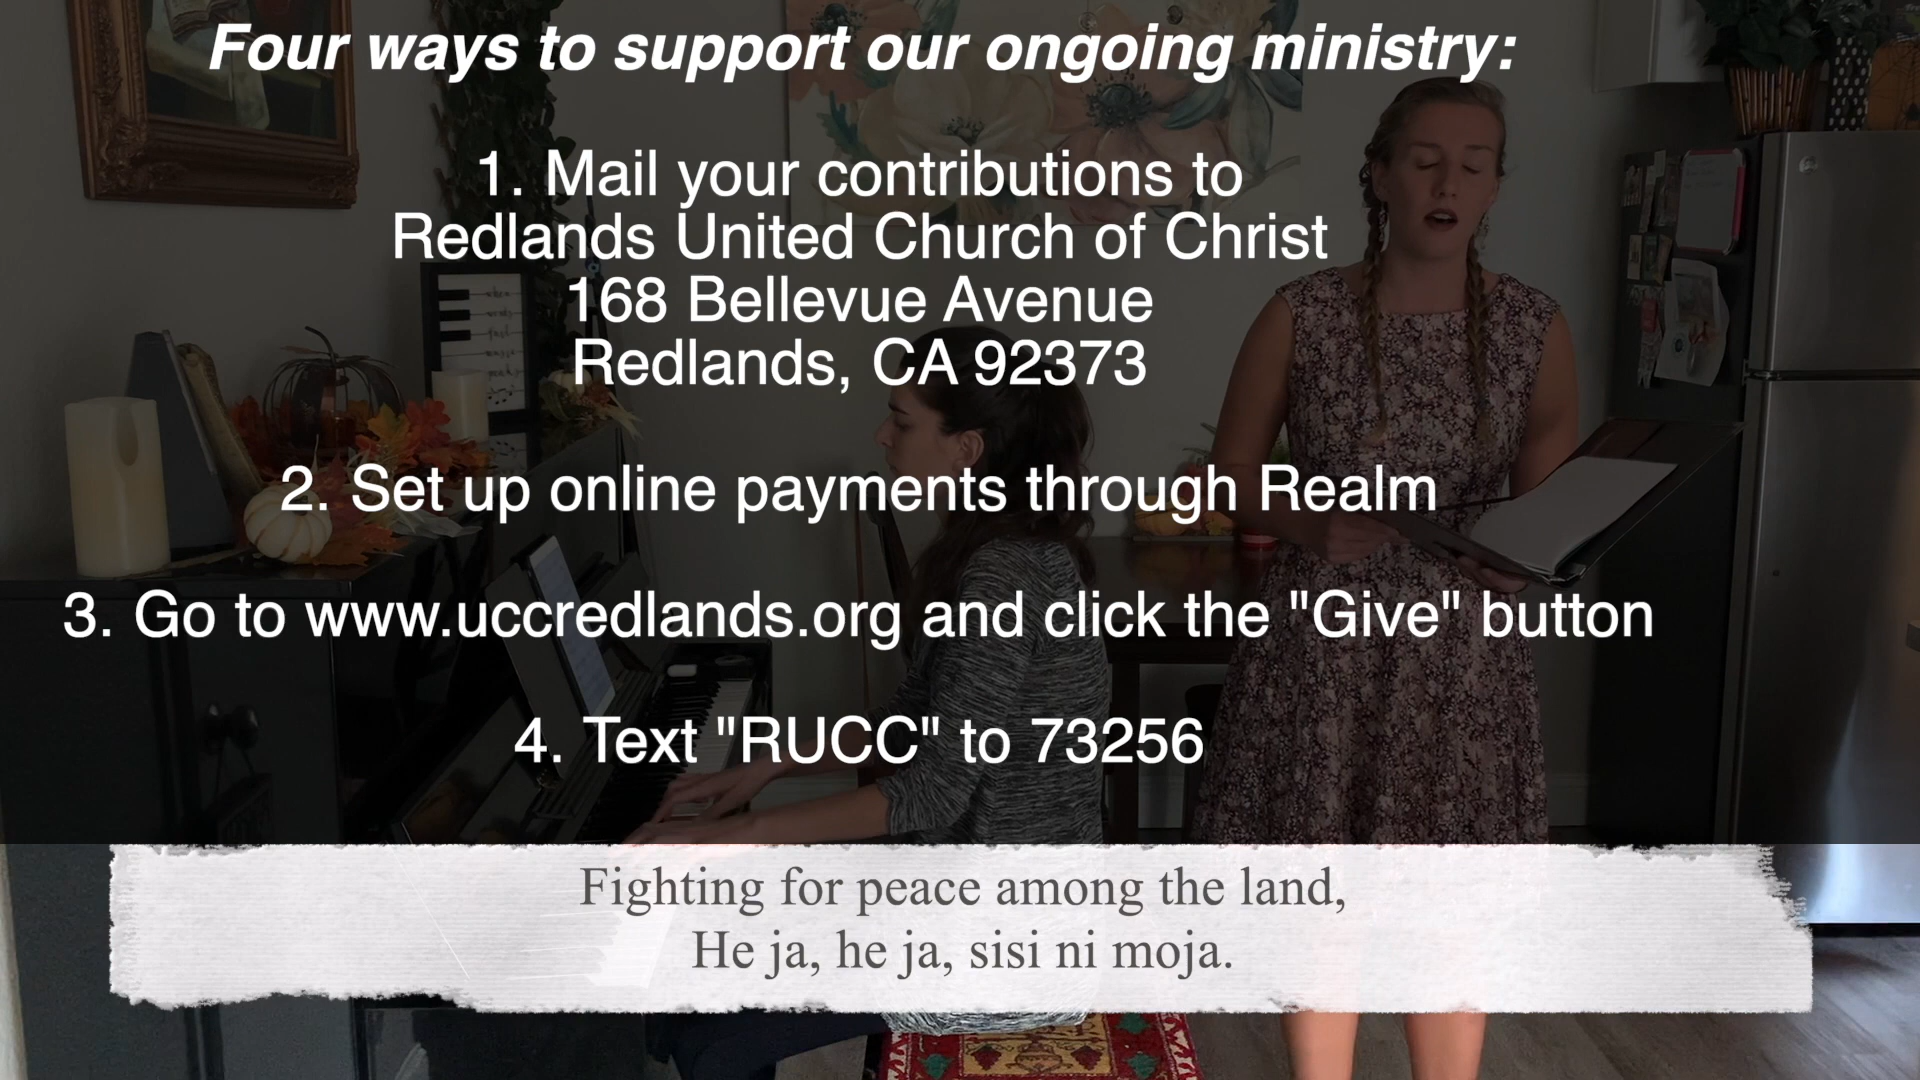 Four ways to support our ongoing ministry:
1. Mail your contributions to
Redlands United Church of Christ
168 Bellevue Avenue
Redlands, CA 92373
2. Set up online payments through Realm
3. Go to www.uccredlands.org and click the "Give" button
4. Text "RUCC" to 73256
Fighting for peace among the land,
He ja, he ja, sisi ni moja.